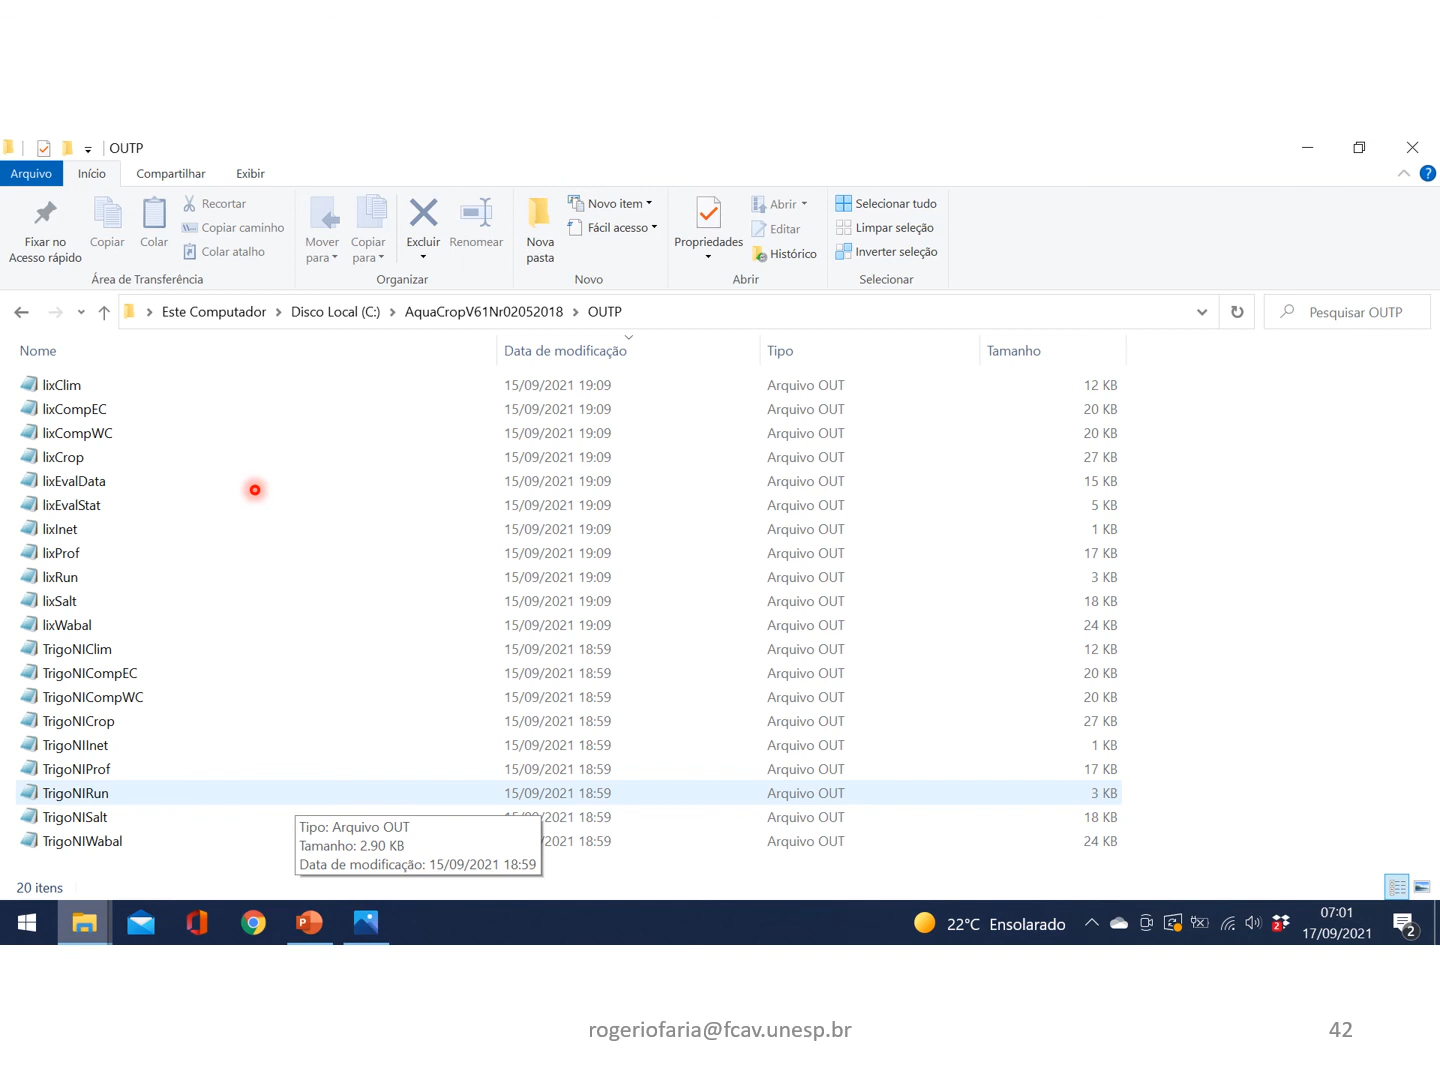 OUTP
Arquivo Início Compartilhar Exibir
Fixar no Acesso rápido
Copiar
Colar
Recortar
Copiar caminho
Colar atalho
Área de Transferência
Mover para
Copiar para
Excluir
Renomear
Organizar
Nova pasta
Novo item
Fácil acesso
Novo
Propriedades
Abrir
Editar
Histórico
Abrir
Selecionar tudo
Limpar seleção
Inverter seleção
Selecionar
Este Computador > Disco Local (C:) > AquaCropV61Nr02052018 > OUTP
Pesquisar OUTP
Nome Data de modificação Tipo Tamanho
lixClim 15/09/2021 19:09 Arquivo OUT 12 KB
lixCompEC 15/09/2021 19:09 Arquivo OUT 20 KB
lixCompWC 15/09/2021 19:09 Arquivo OUT 20 KB
lixCrop 15/09/2021 19:09 Arquivo OUT 27 KB
lixEvalData 15/09/2021 19:09 Arquivo OUT 15 KB
lixEvalStat 15/09/2021 19:09 Arquivo OUT 5 KB
lixInet 15/09/2021 19:09 Arquivo OUT 1 KB
lixProf 15/09/2021 19:09 Arquivo OUT 17 KB
lixRun 15/09/2021 19:09 Arquivo OUT 3 KB
lixSalt 15/09/2021 19:09 Arquivo OUT 18 KB
lixWabal 15/09/2021 19:09 Arquivo OUT 24 KB
TrigoNIClim 15/09/2021 18:59 Arquivo OUT 12 KB
TrigoNICompEC 15/09/2021 18:59 Arquivo OUT 20 KB
TrigoNICompWC 15/09/2021 18:59 Arquivo OUT 20 KB
TrigoNICrop 15/09/2021 18:59 Arquivo OUT 27 KB
TrigoNIInet 15/09/2021 18:59 Arquivo OUT 1 KB
TrigoNIProf 15/09/2021 18:59 Arquivo OUT 17 KB
TrigoNIRun 15/09/2021 18:59 Arquivo OUT 3 KB
TrigoNISalt 18:59 Arquivo OUT 18 KB
TrigoNIWabal /2021 18:59 Arquivo OUT 24 KB
Tipo: Arquivo OUT
Tamanho: 2.90 KB
Data de modificação: 15/09/2021 18:59
20 itens
22°C Ensolarado
2
07:01
17/09/2021
2
rogeriofaria@fcav.unesp.br
42